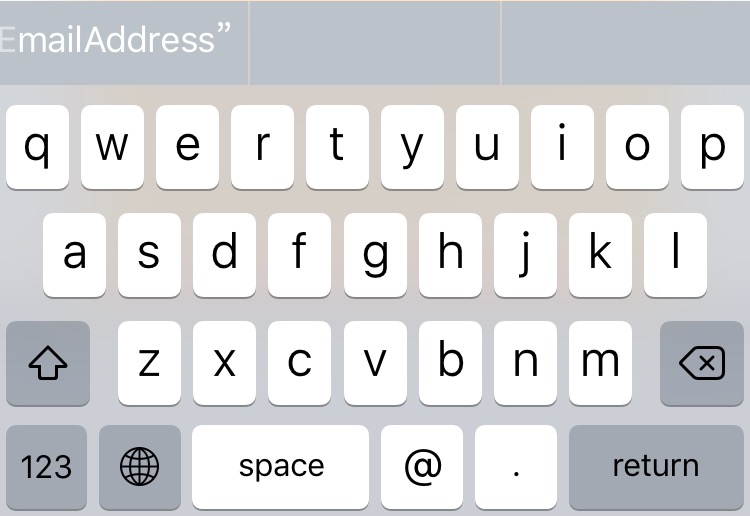 EmailAddress”
q w e r t y u i o p
a s d f g h j k l
z x c v b n m
123 space @ . return